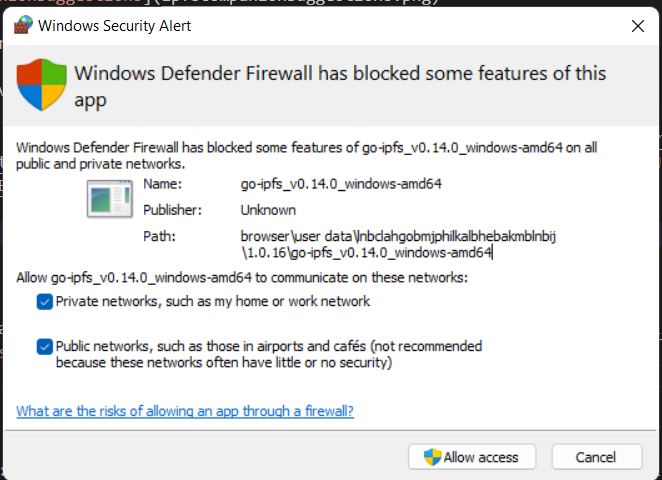 Windows Security Alert
Windows Defender Firewall has blocked some features of this
app
Windows Defender Firewall has blocked some features of go-ipfs_v0.14.0_windows-amd64 on all
public and private networks.
Name: go-ipfs_v0.14.0_windows-amd64
Publisher: Unknown
Path: browser\user data\lnbclahgobmjphilkalbhebakmblnbij
\1.0.16\go-ipfs_v0.14.0_windows-amd64
Allow go-ipfs_v0.14.0_windows-amd64 to communicate on these networks:
Private networks, such as my home or work network
Public networks, such as those in airports and cafés (not recommended
because these networks often have little or no security)
What are the risks of allowing an app through a firewall?
Allow access
Cancel